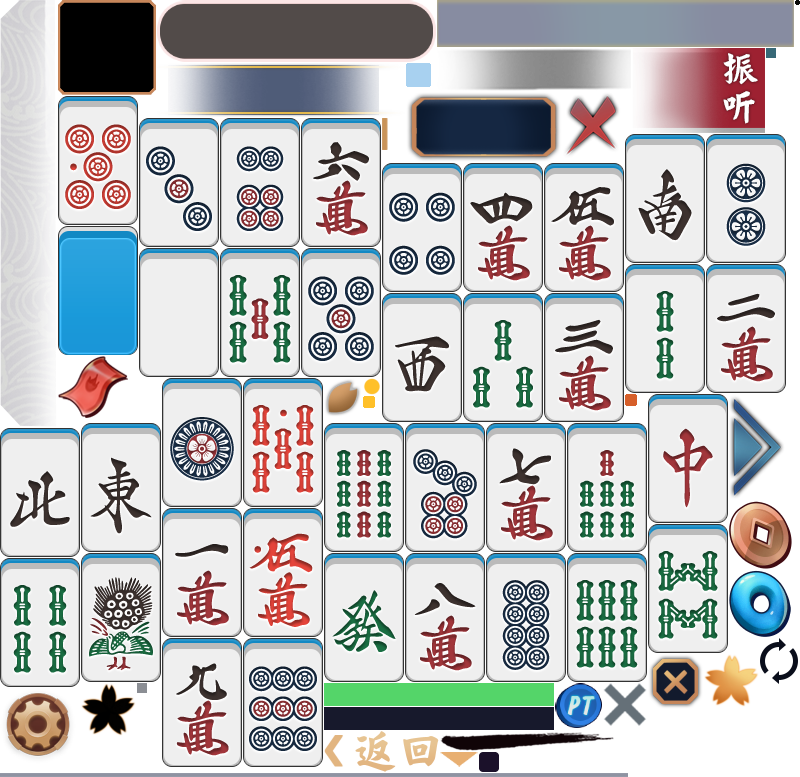 振
听
六
萬
四
萬
伍
萬
南
西
三
萬
二
萬
北
東
七
萬
中
一
萬
伍
萬
發
八
萬
九
萬
PT
返回